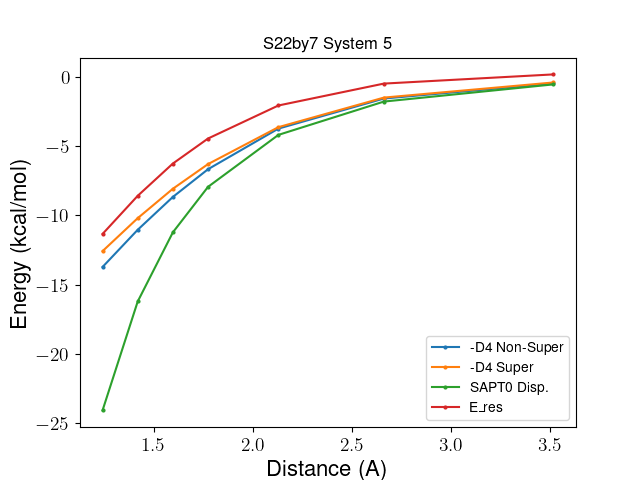 S22by7 System 5
Energy (kcal/mol)
0
−5
−10
−15
−20
−25
1.5 2.0 2.5 3.0 3.5
Distance (A)
-D4 Non-Super
-D4 Super
SAPT0 Disp.
E_res